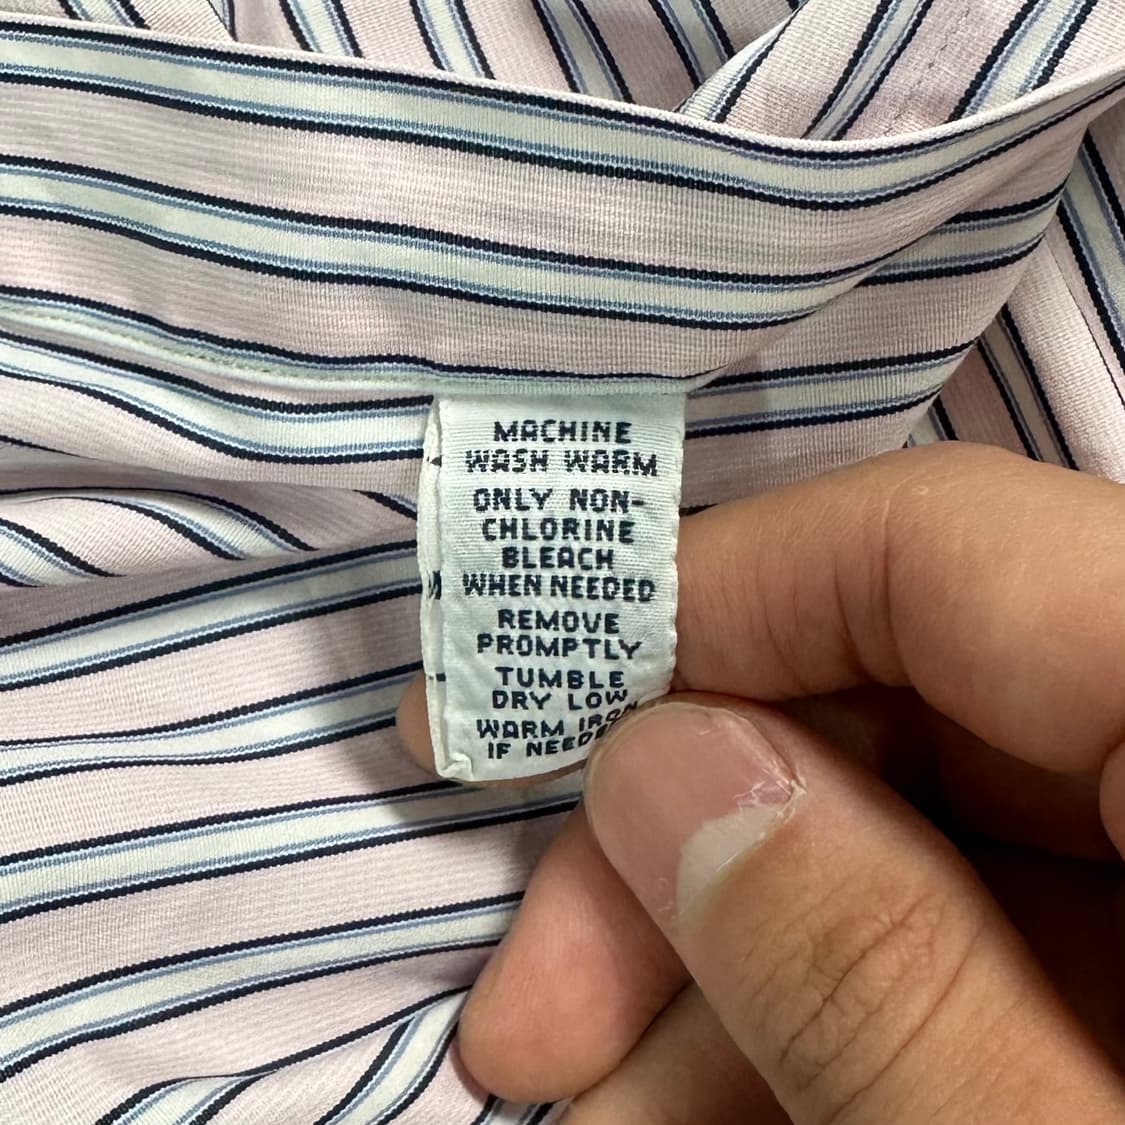 MACHINE
WASH WARM
ONLY NON-
CHLORINE
BLEACH
WHEN NEEDED
REMOVE
PROMPTLY
TUMBLE
DRY LOW
WARM IRON
IF NEEDED